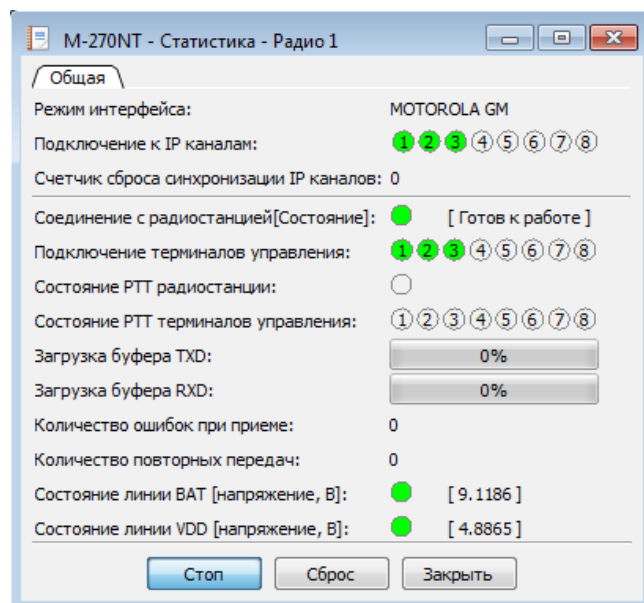 M-270NT - Статистика - Радио 1
Общая
Режим интерфейса: MOTOROLA GM
Подключение к IP каналам: 1 2 3 4 5 6 7 8
Счетчик сброса синхронизации IP каналов: 0
Соединение с радиостанцией[Состояние]: [ Готов к работе ]
Подключение терминалов управления: 1 2 3 4 5 6 7 8
Состояние PTT радиостанции:
Состояние PTT терминалов управления: 1 2 3 4 5 6 7 8
Загрузка буфера TXD: 0%
Загрузка буфера RXD: 0%
Количество ошибок при приеме: 0
Количество повторных передач: 0
Состояние линии BAT [напряжение, В]: [ 9.1186 ]
Состояние линии VDD [напряжение, В]: [ 4.8865 ]
Стоп Сброс Закрыть